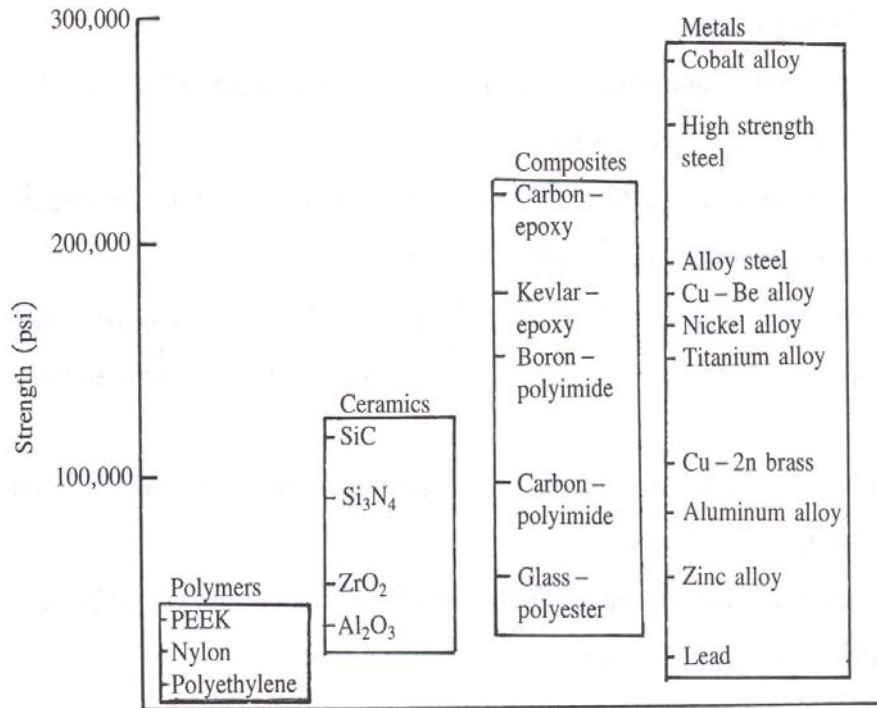 300,000
200,000
100,000
Strength (psi)
Polymers
PEEK
Nylon
Polyethylene
Ceramics
SiC
Si₃N₄
ZrO₂
Al₂O₃
Composites
Carbon –
epoxy
Kevlar –
epoxy
Boron –
polyimide
Carbon –
polyimide
Glass –
polyester
Metals
Cobalt alloy
High strength
steel
Alloy steel
Cu – Be alloy
Nickel alloy
Titanium alloy
Cu – 2n brass
Aluminum alloy
Zinc alloy
Lead